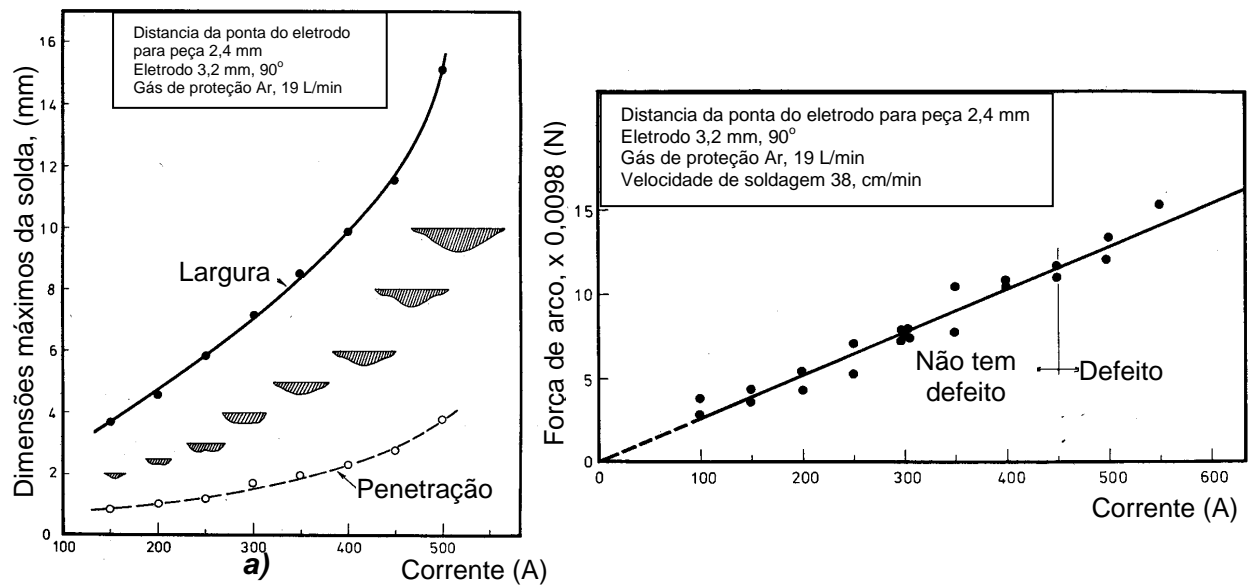 Distancia da ponta do eletrodo
para peça 2,4 mm
Eletrodo 3,2 mm, 90°
Gás de proteção Ar, 19 L/min
Dimensões máximos da solda, (mm)
16
14
12
10
8
6
4
2
0
Largura
Penetração
100
200
300
400
500
a)
Corrente (A)
Distancia da ponta do eletrodo para peça 2,4 mm
Eletrodo 3,2 mm, 90°
Gás de proteção Ar, 19 L/min
Velocidade de soldagem 38, cm/min
Força de arco, x 0,0098 (N)
15
10
5
0
Não tem
defeito
Defeito
0
100
200
300
400
500
600
Corrente (A)